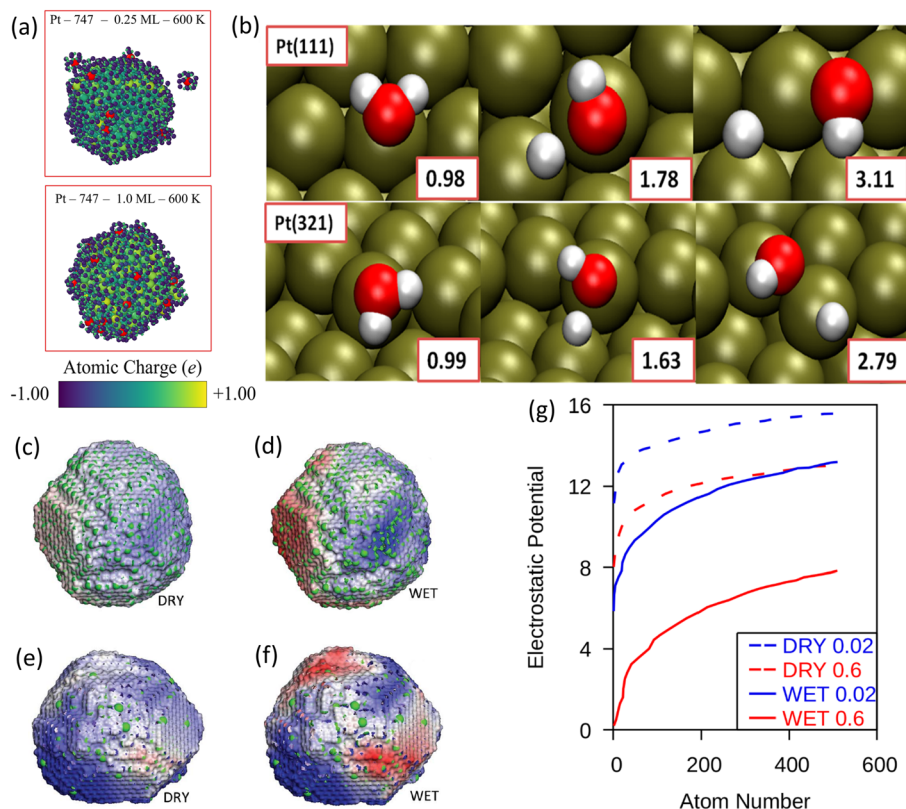 (a)
Pt – 747 – 0.25 ML – 600 K
Pt – 747 – 1.0 ML – 600 K
Atomic Charge (e)
-1.00
+1.00
(b)
Pt(111)
0.98
1.78
3.11
Pt(321)
0.99
1.63
2.79
(c)
DRY
(d)
WET
(e)
DRY
(f)
WET
(g)
Electrostatic Potential
16
12
8
4
0
DRY 0.02
DRY 0.6
WET 0.02
WET 0.6
0
200
400
600
Atom Number